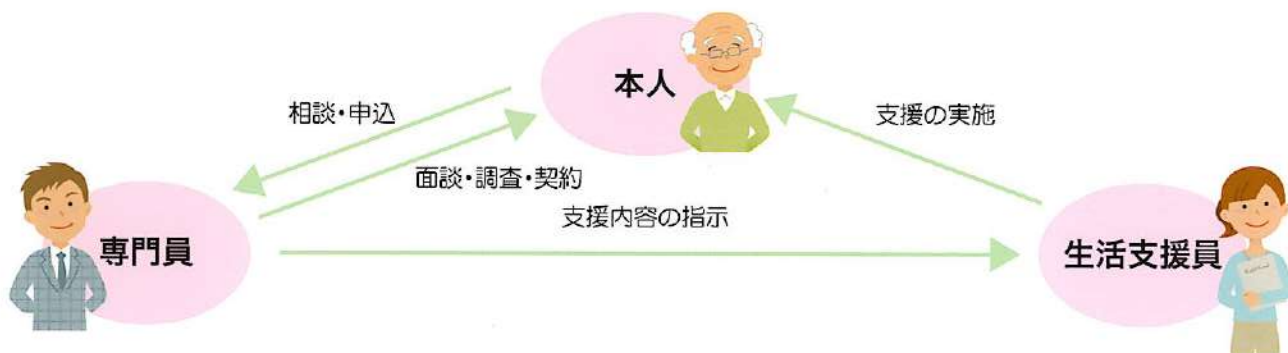 本人
相談・申込
支援の実施
面談・調査・契約
支援内容の指示
専門員
生活支援員